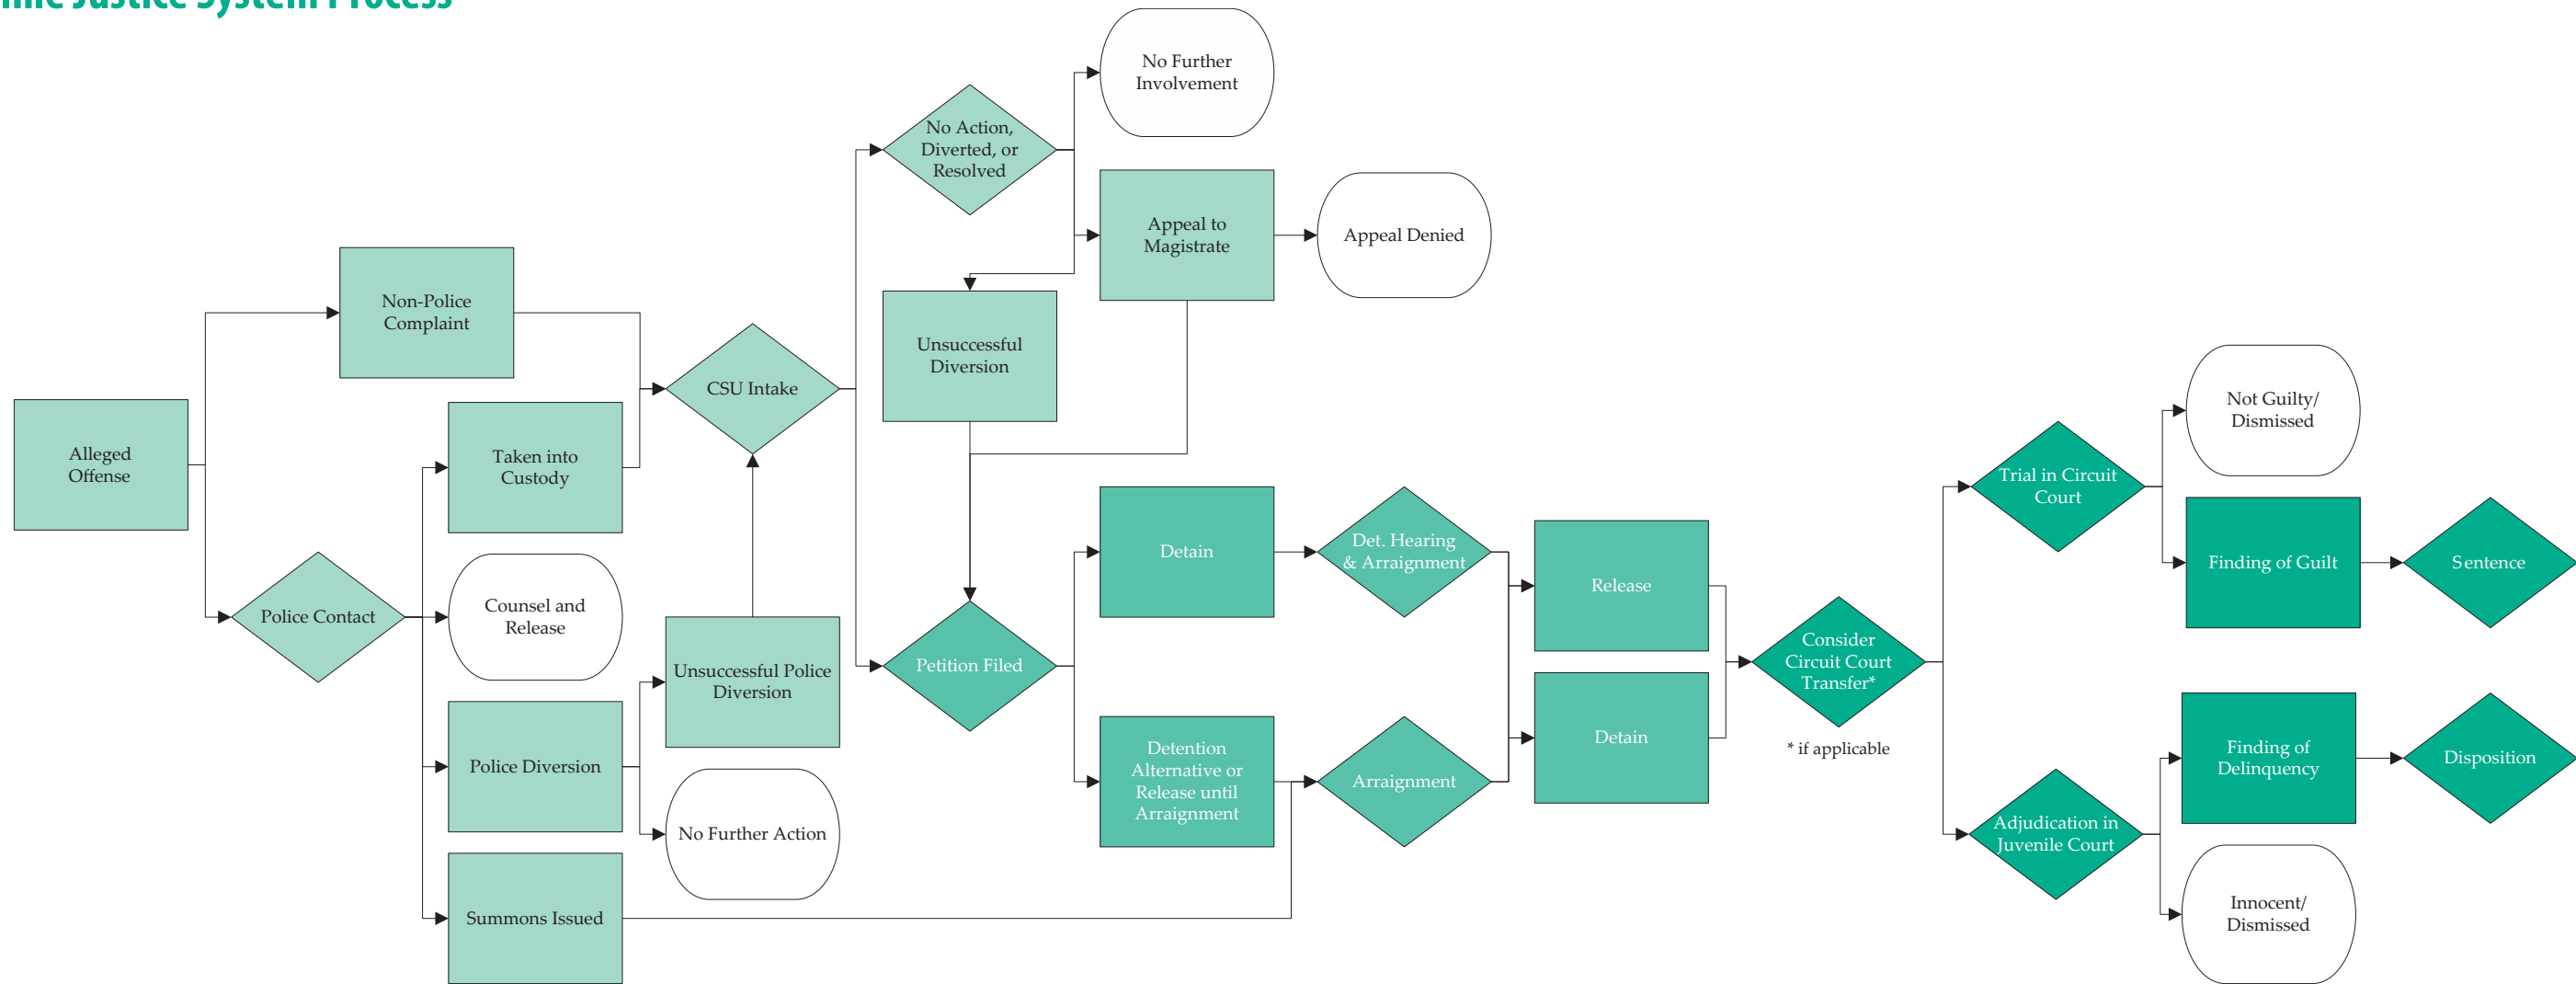 Justice System Process
No Further
Involvement
No Action,
Diverted, or
Resolved
Appeal to
Magistrate
Appeal Denied
Non-Police
Complaint
Unsuccessful
Diversion
CSU Intake
Alleged
Offense
Taken into
Custody
Counsel and
Release
Police Contact
Unsuccessful Police
Diversion
Police Diversion
No Further Action
Summons Issued
Petition Filed
Detain
Det. Hearing
& Arraignment
Detention
Alternative or
Release until
Arraignment
Arraignment
Release
Detain
Consider
Circuit Court
Transfer*
* if applicable
Trial in Circuit
Court
Not Guilty/
Dismissed
Finding of Guilt
Sentence
Adjudication in
Juvenile Court
Finding of
Delinquency
Disposition
Innocent/
Dismissed